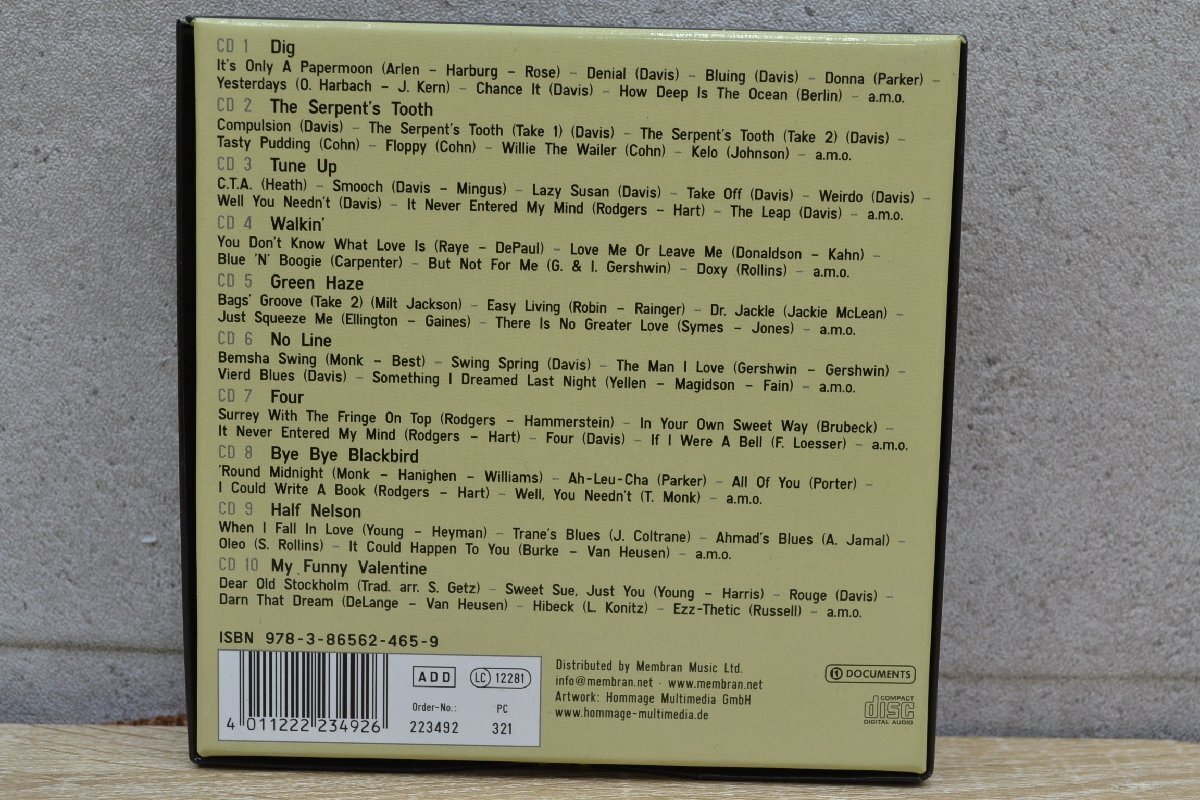 CD 1 Dig
It's Only A Papermoon (Arlen – Harburg – Rose) – Denial (Davis) – Bluing (Davis) – Donna (Parker) –
Yesterdays (O. Harbach – J. Kern) – Chance It (Davis) – How Deep Is The Ocean (Berlin) – a.m.o.
CD 2 The Serpent's Tooth
Compulsion (Davis) – The Serpent's Tooth (Take 1) (Davis) – The Serpent's Tooth (Take 2) (Davis) –
Tasty Pudding (Cohn) – Floppy (Cohn) – Willie The Wailer (Cohn) – Kelo (Johnson) – a.m.o.
CD 3 Tune Up
C.T.A. (Heath) – Smooch (Davis – Mingus) – Lazy Susan (Davis) – Take Off (Davis) – Weirdo (Davis) –
Well You Needn't (Davis) – It Never Entered My Mind (Rodgers – Hart) – The Leap (Davis) – a.m.o.
CD 4 Walkin'
You Don't Know What Love Is (Raye – DePaul) – Love Me Or Leave Me (Donaldson – Kahn) –
Blue 'N' Boogie (Carpenter) – But Not For Me (G. & I. Gershwin) – Doxy (Rollins) – a.m.o.
CD 5 Green Haze
Bags' Groove (Take 2) (Milt Jackson) – Easy Living (Robin – Rainger) – Dr. Jackle (Jackie McLean) –
Just Squeeze Me (Ellington – Gaines) – There Is No Greater Love (Symes – Jones) – a.m.o.
CD 6 No Line
Bemsha Swing (Monk – Best) – Swing Spring (Davis) – The Man I Love (Gershwin – Gershwin) –
Vierd Blues (Davis) – Something I Dreamed Last Night (Yellen – Magidson – Fain) – a.m.o.
CD 7 Four
Surrey With The Fringe On Top (Rodgers – Hammerstein) – In Your Own Sweet Way (Brubeck) –
It Never Entered My Mind (Rodgers – Hart) – Four (Davis) – If I Were A Bell (F. Loesser) – a.m.o.
CD 8 Bye Bye Blackbird
'Round Midnight (Monk – Hanighen – Williams) – Ah-Leu-Cha (Parker) – All Of You (Porter) –
I Could Write A Book (Rodgers – Hart) – Well, You Needn't (T. Monk) – a.m.o.
CD 9 Half Nelson
When I Fall In Love (Young – Heyman) – Trane's Blues (J. Coltrane) – Ahmad's Blues (A. Jamal) –
Oleo (S. Rollins) – It Could Happen To You (Burke – Van Heusen) – a.m.o.
CD 10 My Funny Valentine
Dear Old Stockholm (Trad. arr. S. Getz) – Sweet Sue, Just You (Young – Harris) – Rouge (Davis) –
Darn That Dream (DeLange – Van Heusen) – Hibeck (L. Konitz) – Ezz-Thetic (Russell) – a.m.o.
ISBN 978-3-86562-465-9
4 011222 234926
ADD LC 12281
Order-No.: PC
223492 321
Distributed by Membran Music Ltd.
info@membran.net · www.membran.net
Artwork: Hommage Multimedia GmbH
www.hommage-multimedia.de
DOCUMENTS
COMPACT
disc
DIGITAL AUDIO